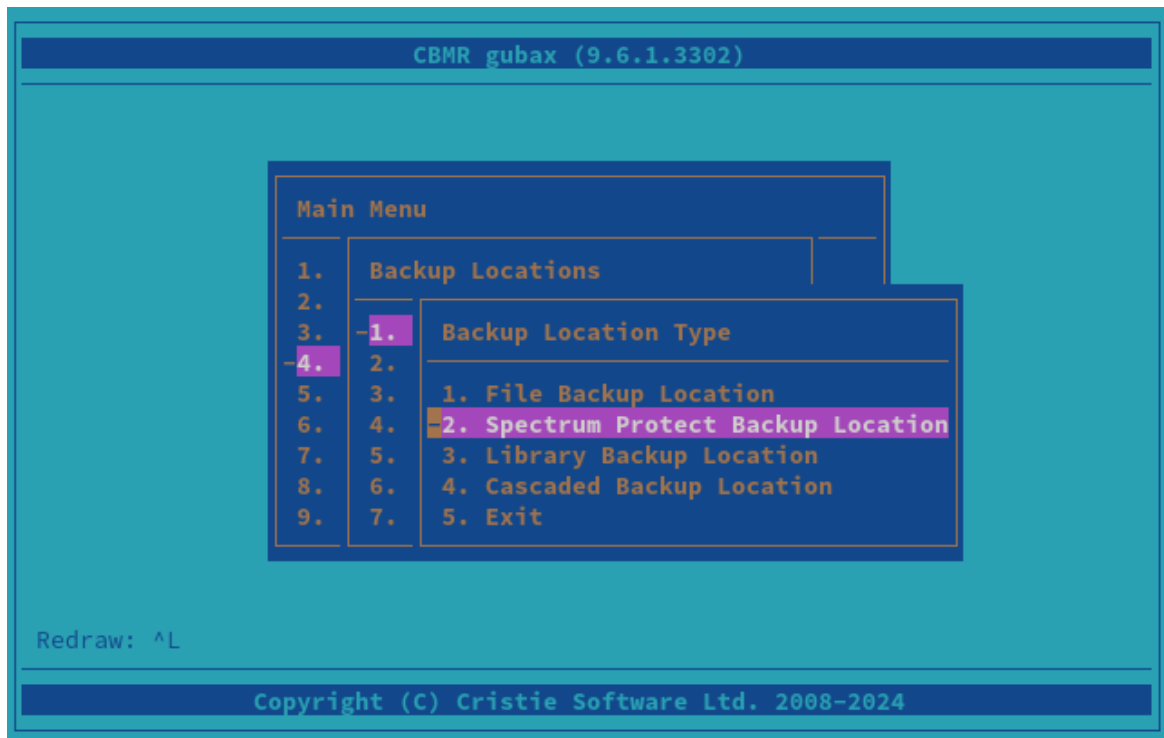 CBMR gubax (9.6.1.3302)
Main Menu
1. Backup Locations
2.
3. -1. Backup Location Type
-4. 2.
5. 3. 1. File Backup Location
6. 4. -2. Spectrum Protect Backup Location
7. 5. 3. Library Backup Location
8. 6. 4. Cascaded Backup Location
9. 7. 5. Exit
Redraw: ^L
Copyright (C) Cristie Software Ltd. 2008-2024